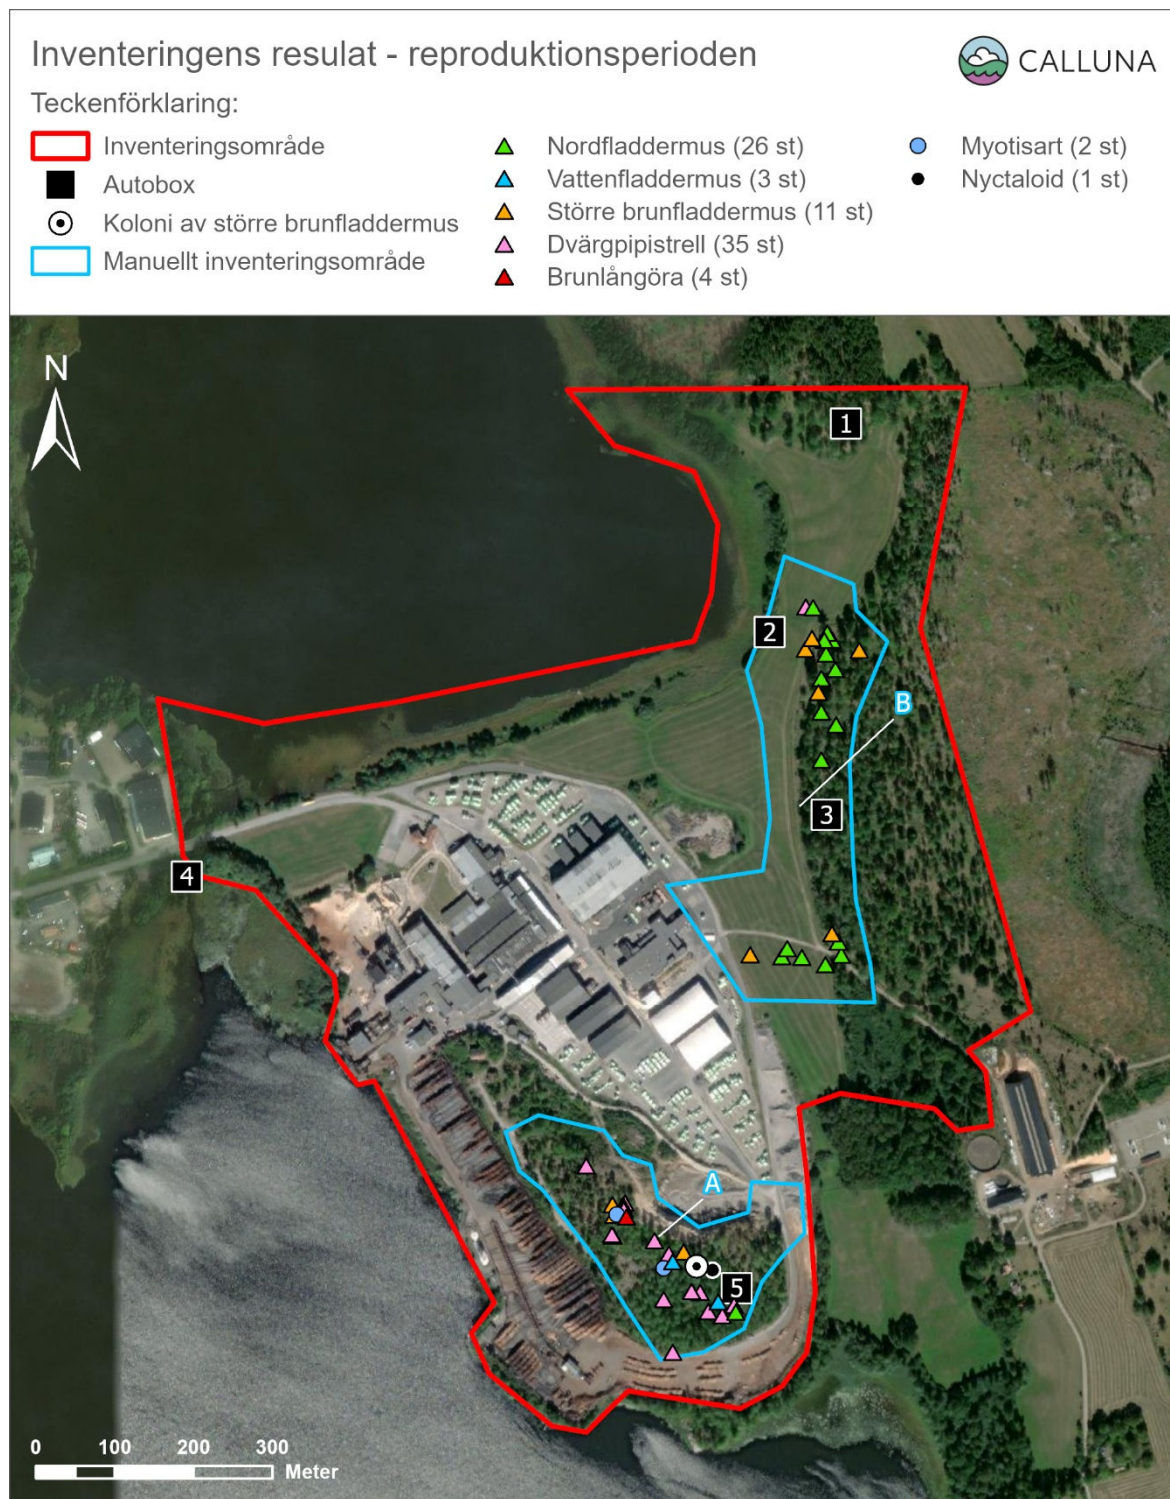 Inventeringens resulat - reproduktionsperioden
CALLUNA
Teckenförklaring:
Inventeringsområde
Autobox
Koloni av större brunfladdermus
Manuellt inventeringsområde
Nordfladdermus (26 st)
Vattenfladdermus (3 st)
Större brunfladdermus (11 st)
Dvärgpipistrell (35 st)
Brunlångöra (4 st)
Myotisart (2 st)
Nyctaloid (1 st)
N
1
2
B
3
4
A
5
0 100 200 300
Meter